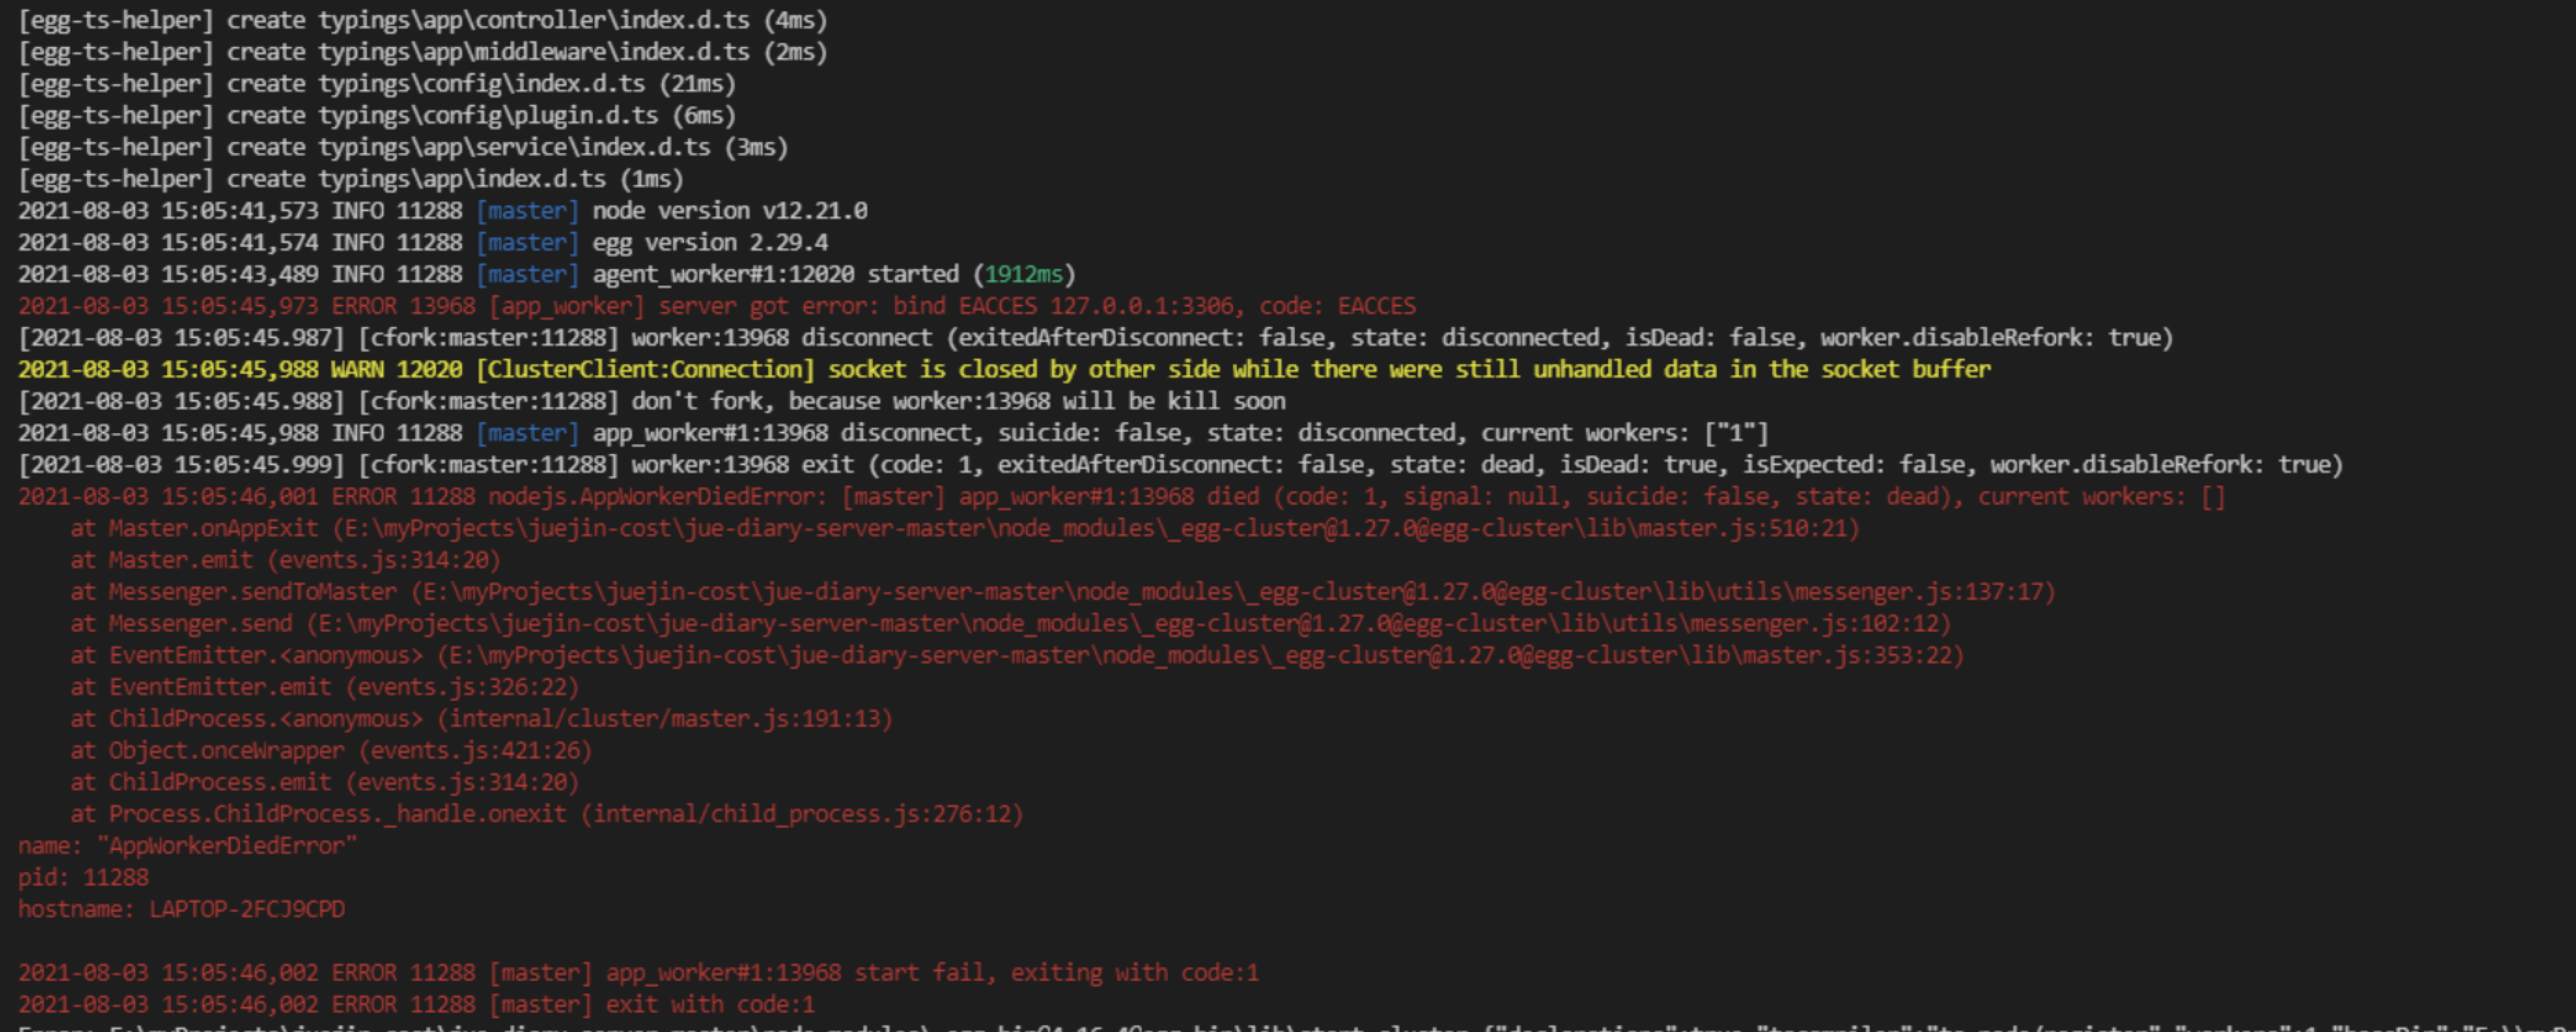 [egg-ts-helper] create typings\app\controller\index.d.ts (4ms)
[egg-ts-helper] create typings\app\middleware\index.d.ts (2ms)
[egg-ts-helper] create typings\config\index.d.ts (21ms)
[egg-ts-helper] create typings\config\plugin.d.ts (6ms)
[egg-ts-helper] create typings\app\service\index.d.ts (3ms)
[egg-ts-helper] create typings\app\index.d.ts (1ms)
2021-08-03 15:05:41,573 INFO 11288 [master] node version v12.21.0
2021-08-03 15:05:41,574 INFO 11288 [master] egg version 2.29.4
2021-08-03 15:05:43,489 INFO 11288 [master] agent_worker#1:12020 started (1912ms)
2021-08-03 15:05:45,973 ERROR 13968 [app_worker] server got error: bind EACCES 127.0.0.1:3306, code: EACCES
[2021-08-03 15:05:45.987] [cfork:master:11288] worker:13968 disconnect (exitedAfterDisconnect: false, state: disconnected, isDead: false, worker.disableRefork: true)
2021-08-03 15:05:45,988 WARN 12020 [ClusterClient:Connection] socket is closed by other side while there were still unhandled data in the socket buffer
[2021-08-03 15:05:45.988] [cfork:master:11288] don't fork, because worker:13968 will be kill soon
2021-08-03 15:05:45,988 INFO 11288 [master] app_worker#1:13968 disconnect, suicide: false, state: disconnected, current workers: ["1"]
[2021-08-03 15:05:45.999] [cfork:master:11288] worker:13968 exit (code: 1, exitedAfterDisconnect: false, state: dead, isDead: true, isExpected: false, worker.disableRefork: true)
2021-08-03 15:05:46,001 ERROR 11288 nodejs.AppWorkerDiedError: [master] app_worker#1:13968 died (code: 1, signal: null, suicide: false, state: dead), current workers: []
    at Master.onAppExit (E:\myProjects\juejin-cost\jue-diary-server-master\node_modules\_egg-cluster@1.27.0@egg-cluster\lib\master.js:510:21)
    at Master.emit (events.js:314:20)
    at Messenger.sendToMaster (E:\myProjects\juejin-cost\jue-diary-server-master\node_modules\_egg-cluster@1.27.0@egg-cluster\lib\utils\messenger.js:137:17)
    at Messenger.send (E:\myProjects\juejin-cost\jue-diary-server-master\node_modules\_egg-cluster@1.27.0@egg-cluster\lib\utils\messenger.js:102:12)
    at EventEmitter.<anonymous> (E:\myProjects\juejin-cost\jue-diary-server-master\node_modules\_egg-cluster@1.27.0@egg-cluster\lib\master.js:353:22)
    at EventEmitter.emit (events.js:326:22)
    at ChildProcess.<anonymous> (internal/cluster/master.js:191:13)
    at Object.onceWrapper (events.js:421:26)
    at ChildProcess.emit (events.js:314:20)
    at Process.ChildProcess._handle.onexit (internal/child_process.js:276:12)
name: "AppWorkerDiedError"
pid: 11288
hostname: LAPTOP-2FCJ9CPD
2021-08-03 15:05:46,002 ERROR 11288 [master] app_worker#1:13968 start fail, exiting with code:1
2021-08-03 15:05:46,002 ERROR 11288 [master] exit with code:1